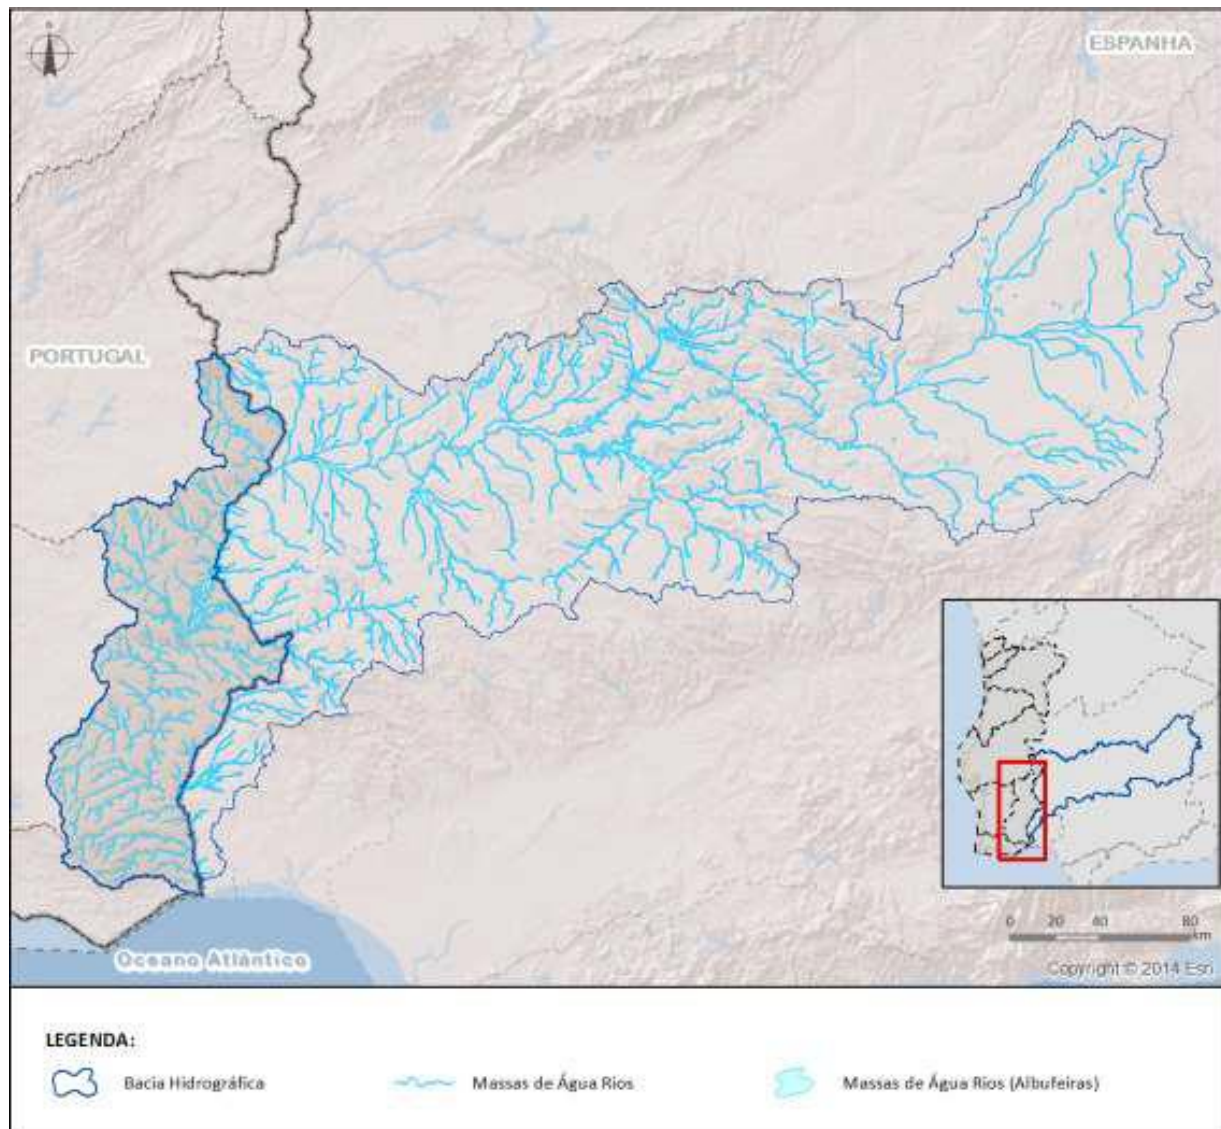 N
ESPANHA
PORTUGAL
Oceano Atlântico
0 20 40 80
km
Copyright © 2014 Esri
LEGENDA:
Bacia Hidrográfica
Massas de Água Rios
Massas de Água Rios (Albufeiras)